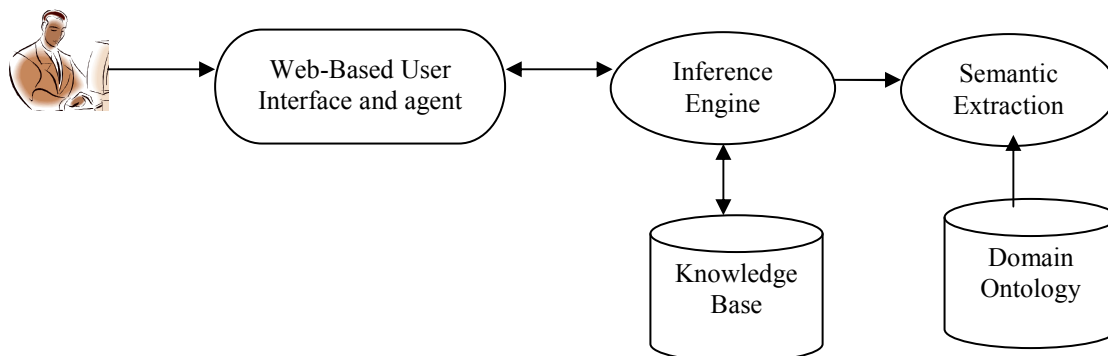 Web-Based User
Interface and agent
Inference
Engine
Semantic
Extraction
Knowledge
Base
Domain
Ontology